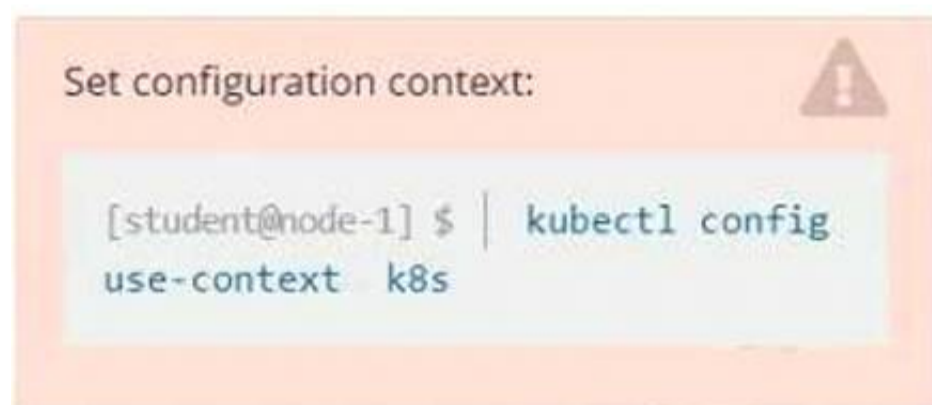 Set configuration context:
[student@node-1] $ | kubectl config
use-context k8s